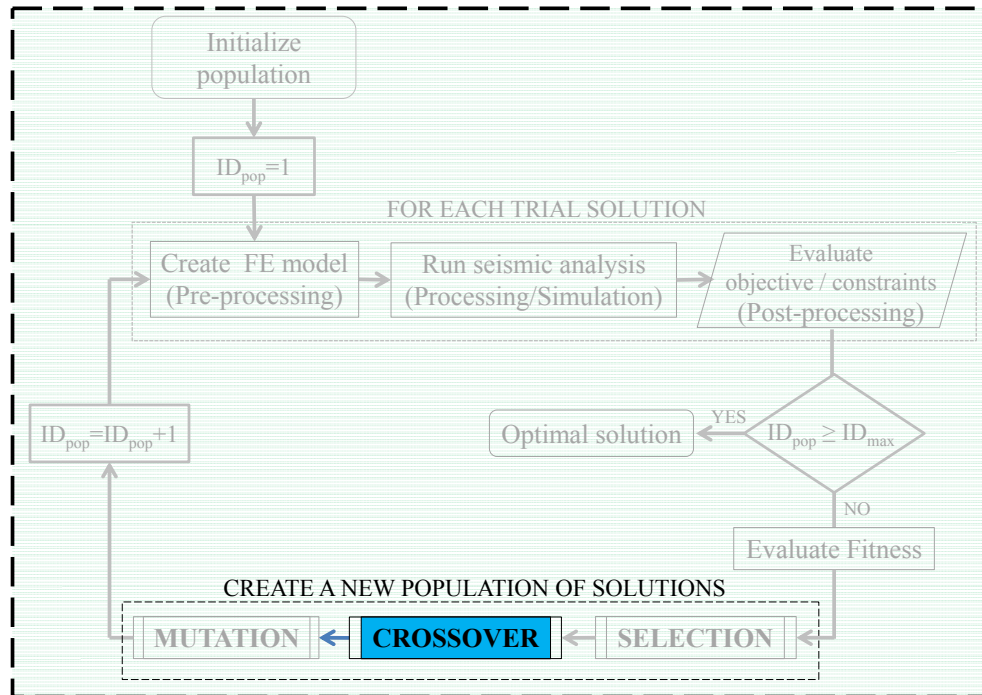 Initialize
population
ID_pop=1
FOR EACH TRIAL SOLUTION
Create FE model
(Pre-processing)
Run seismic analysis
(Processing/Simulation)
Evaluate
objective / constraints
(Post-processing)
ID_pop=ID_pop+1
Optimal solution
YES
ID_pop ≥ ID_max
NO
Evaluate Fitness
CREATE A NEW POPULATION OF SOLUTIONS
MUTATION
CROSSOVER
SELECTION